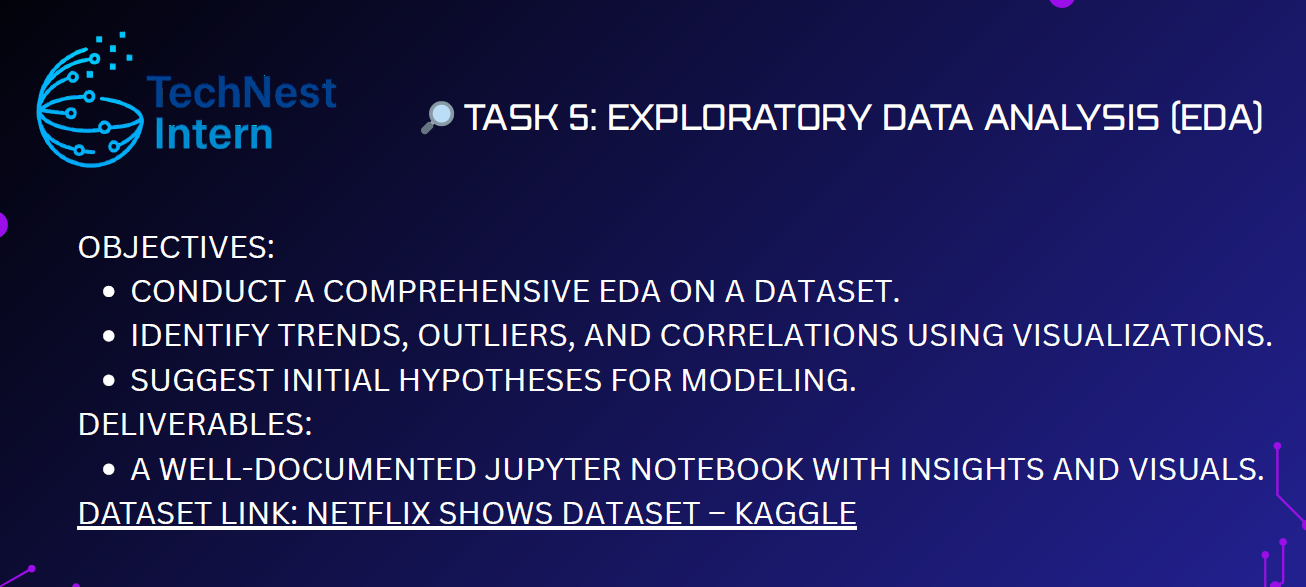 TechNest
Intern
🔎 TASK 5: EXPLORATORY DATA ANALYSIS (EDA)
OBJECTIVES:
• CONDUCT A COMPREHENSIVE EDA ON A DATASET.
• IDENTIFY TRENDS, OUTLIERS, AND CORRELATIONS USING VISUALIZATIONS.
• SUGGEST INITIAL HYPOTHESES FOR MODELING.
DELIVERABLES:
• A WELL-DOCUMENTED JUPYTER NOTEBOOK WITH INSIGHTS AND VISUALS.
DATASET LINK: NETFLIX SHOWS DATASET – KAGGLE